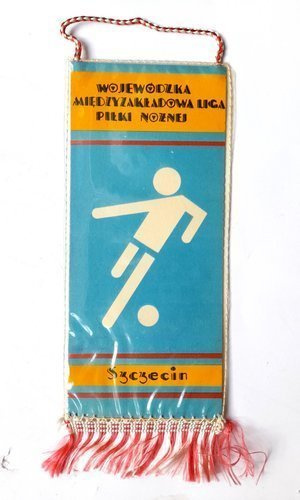 WOJEWÓDZKA
MIĘDZYZAKŁADOWA LIGA
PIŁKI NOŻNEJ
Szczecin